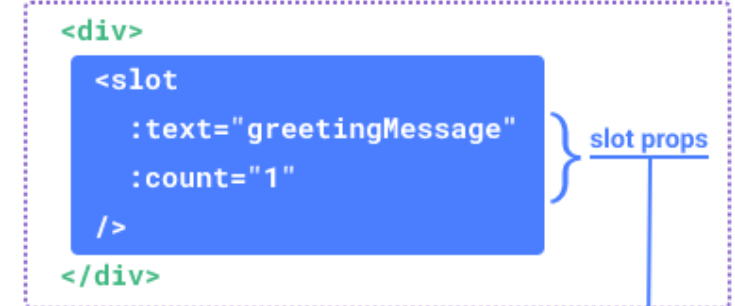 <div>
<slot
:text="greetingMessage"
:count="1"
/>
</div>
slot props